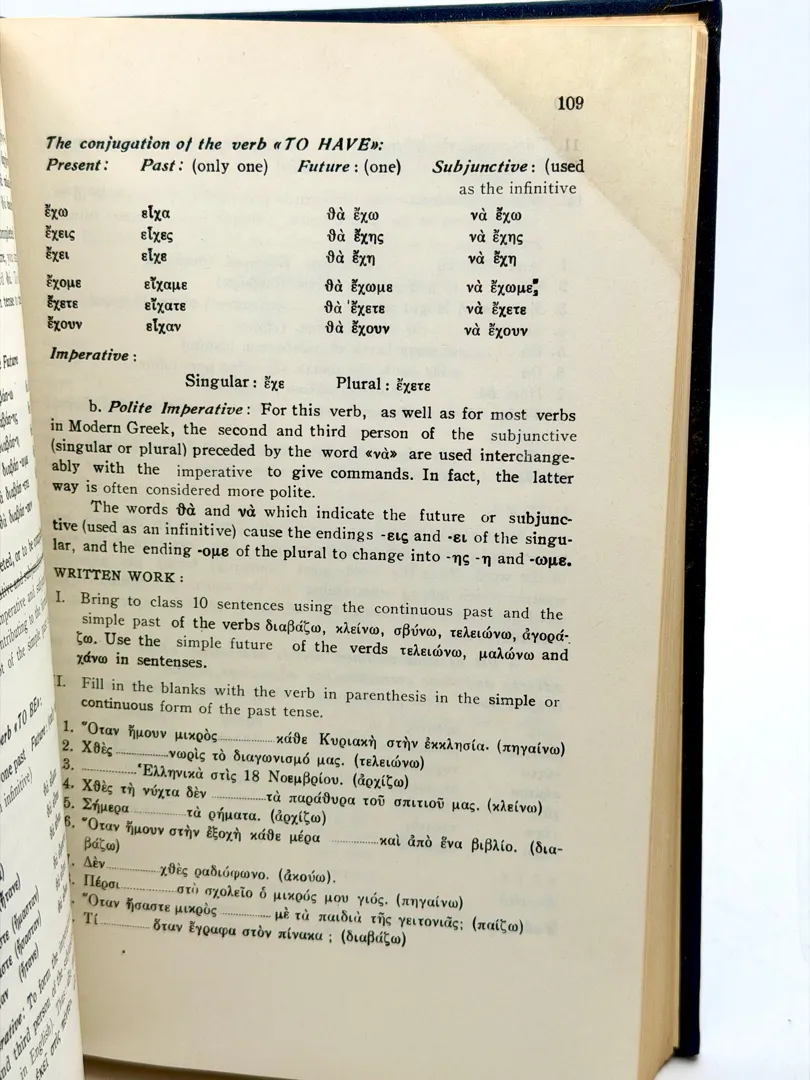 109
The conjugation of the verb «TO HAVE»:
Present: Past: (only one) Future: (one) Subjunctive: (used
as the infinitive
ἔχω εἶχα θὰ ἔχω νὰ ἔχω
ἔχεις εἶχες θὰ ἔχης νὰ ἔχης
ἔχει εἶχε θὰ ἔχη νὰ ἔχη
ἔχομε εἴχαμε θὰ ἔχωμε νὰ ἔχωμε
ἔχετε εἴχατε θὰ ἔχετε νὰ ἔχετε
ἔχουν εἶχαν θὰ ἔχουν νὰ ἔχουν
Imperative:
Singular: ἔχε Plural: ἔχετε
b. Polite Imperative: For this verb, as well as for most verbs
in Modern Greek, the second and third person of the subjunctive
(singular or plural) preceded by the word «νὰ» are used interchange-
ably with the imperative to give commands. In fact, the latter
way is often considered more polite.
The words θὰ and νὰ which indicate the future or subjunc-
tive (used as an infinitive) cause the endings -εις and -ει of the singu-
lar, and the ending -ομε of the plural to change into -ης -η and -ωμε.
WRITTEN WORK:
I. Bring to class 10 sentences using the continuous past and the
simple past of the verbs διαβάζω, κλείνω, σβύνω, τελειώνω, ἀγορά-
ζω. Use the simple future of the verds τελειώνω, μαλώνω and
χάνω in sentences.
I. Fill in the blanks with the verb in parenthesis in the simple or
continuous form of the past tense.
1. Ὅταν ἤμουν μικρὸς.................κάθε Κυριακὴ στὴν ἐκκλησία. (πηγαίνω)
2. Χθὲς ................νωρὶς τὸ διαγωνισμό μας. (τελειώνω)
3. ................Ἑλληνικὰ στὶς 18 Νοεμβρίου. (ἀρχίζω)
4. Χθὲς τὴ νύχτα δὲν ................τὰ παράθυρα τοῦ σπιτιοῦ μας. (κλείνω)
5. Σήμερα ................τὰ ρήματα. (ἀρχίζω)
6. Ὅταν ἤμουν στὴν ἐξοχὴ κάθε μέρα ................καὶ ἀπὸ ἕνα βιβλίο. (δια-
βάζω)
Δὲν................χθὲς ραδιόφωνο. (ἀκούω).
Πέρσι................στὸ σχολεῖο ὁ μικρός μου γιός. (πηγαίνω)
Ὅταν ἤσαστε μικρὸς ................ μὲ τὰ παιδιὰ τῆς γειτονιᾶς; (παίζω)
Τί ................ ὅταν ἔγραφα στὸν πίνακα; (διαβάζω)